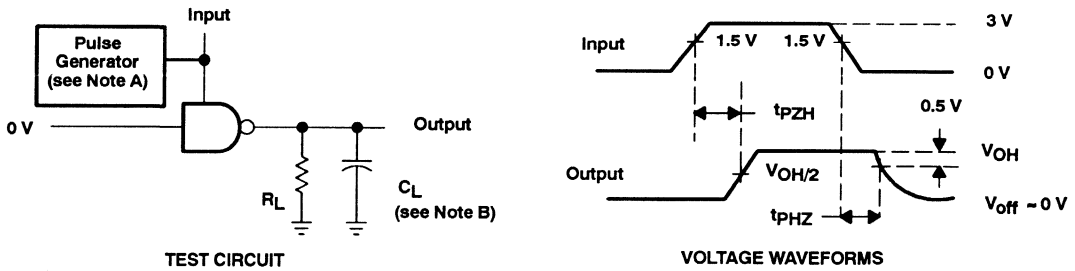 Input
Pulse
Generator
(see Note A)
0 V
Output
RL
CL
(see Note B)
TEST CIRCUIT
3 V
Input
1.5 V
1.5 V
0 V
0.5 V
tPZH
VOH
Output
VOH/2
Voff ~ 0 V
tPHZ
VOLTAGE WAVEFORMS